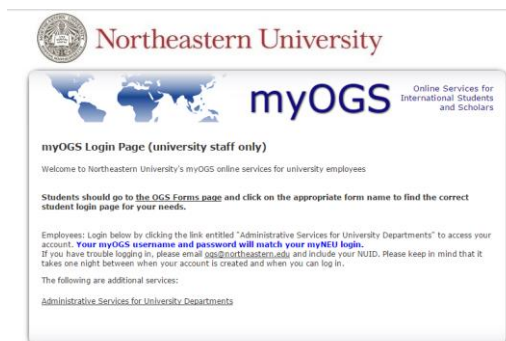 Northeastern University
myOGS
Online Services for
International Students
and Scholars
myOGS Login Page (university staff only)
Welcome to Northeastern University's myOGS online services for university employees
Students should go to the OGS Forms page and click on the appropriate form name to find the correct
student login page for your needs.
Employees: Login below by clicking the link entitled "Administrative Services for University Departments" to access your
account. Your myOGS username and password will match your myNEU login.
If you have trouble logging in, please email ogs@northeastern.edu and include your NUID. Please keep in mind that it
takes one night between when your account is created and when you can log in.
The following are additional services:
Administrative Services for University Departments